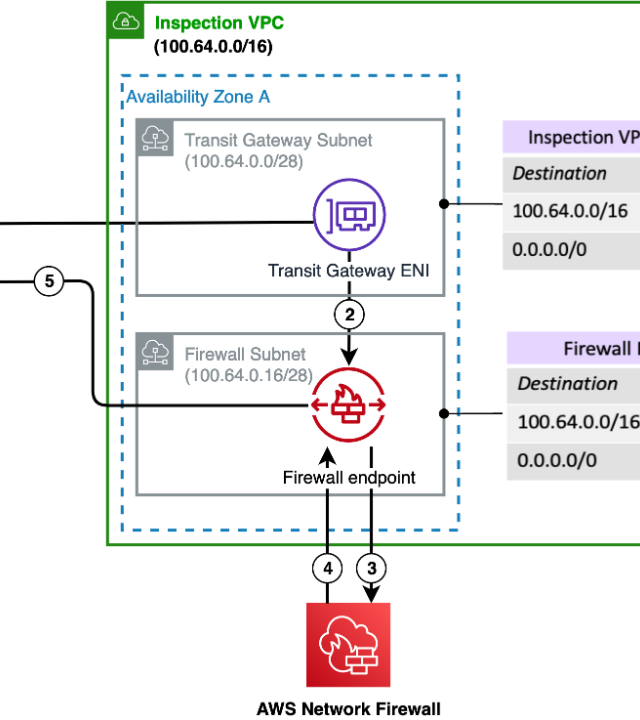 Inspection VPC
(100.64.0.0/16)
Availability Zone A
Transit Gateway Subnet
(100.64.0.0/28)
Inspection VP
Destination
100.64.0.0/16
0.0.0.0/0
Transit Gateway ENI
5
2
Firewall Subnet
(100.64.0.16/28)
Firewall
Destination
100.64.0.0/16
0.0.0.0/0
Firewall endpoint
4
3
AWS Network Firewall